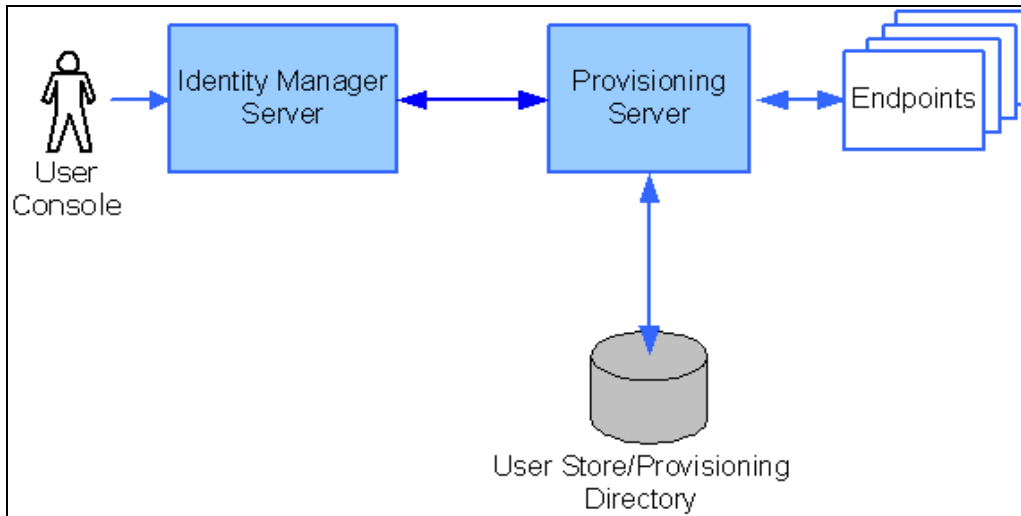 Identity Manager
Server
Provisioning
Server
Endpoints
User
Console
User Store/Provisioning
Directory